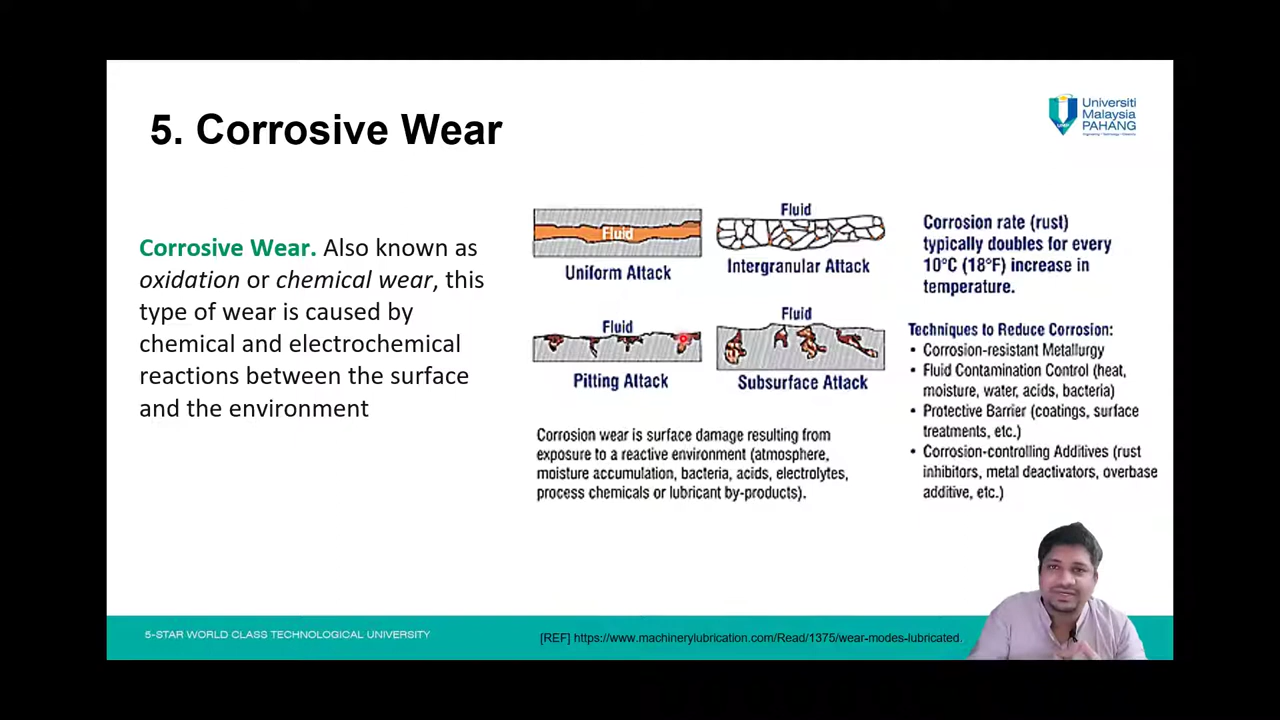 5. Corrosive Wear
Universiti
Malaysia
PAHANG
Corrosive Wear. Also known as
oxidation or chemical wear, this
type of wear is caused by
chemical and electrochemical
reactions between the surface
and the environment
Fluid
Uniform Attack
Fluid
Intergranular Attack
Fluid
Pitting Attack
Fluid
Subsurface Attack
Corrosion wear is surface damage resulting from
exposure to a reactive environment (atmosphere,
moisture accumulation, bacteria, acids, electrolytes,
process chemicals or lubricant by-products).
Corrosion rate (rust)
typically doubles for every
10°C (18°F) increase in
temperature.
Techniques to Reduce Corrosion:
• Corrosion-resistant Metallurgy
• Fluid Contamination Control (heat,
moisture, water, acids, bacteria)
• Protective Barrier (coatings, surface
treatments, etc.)
• Corrosion-controlling Additives (rust
inhibitors, metal deactivators, overbase
additive, etc.)
5-STAR WORLD CLASS TECHNOLOGICAL UNIVERSITY
[REF] https://www.machinerylubrication.com/Read/1375/wear-modes-lubricated.